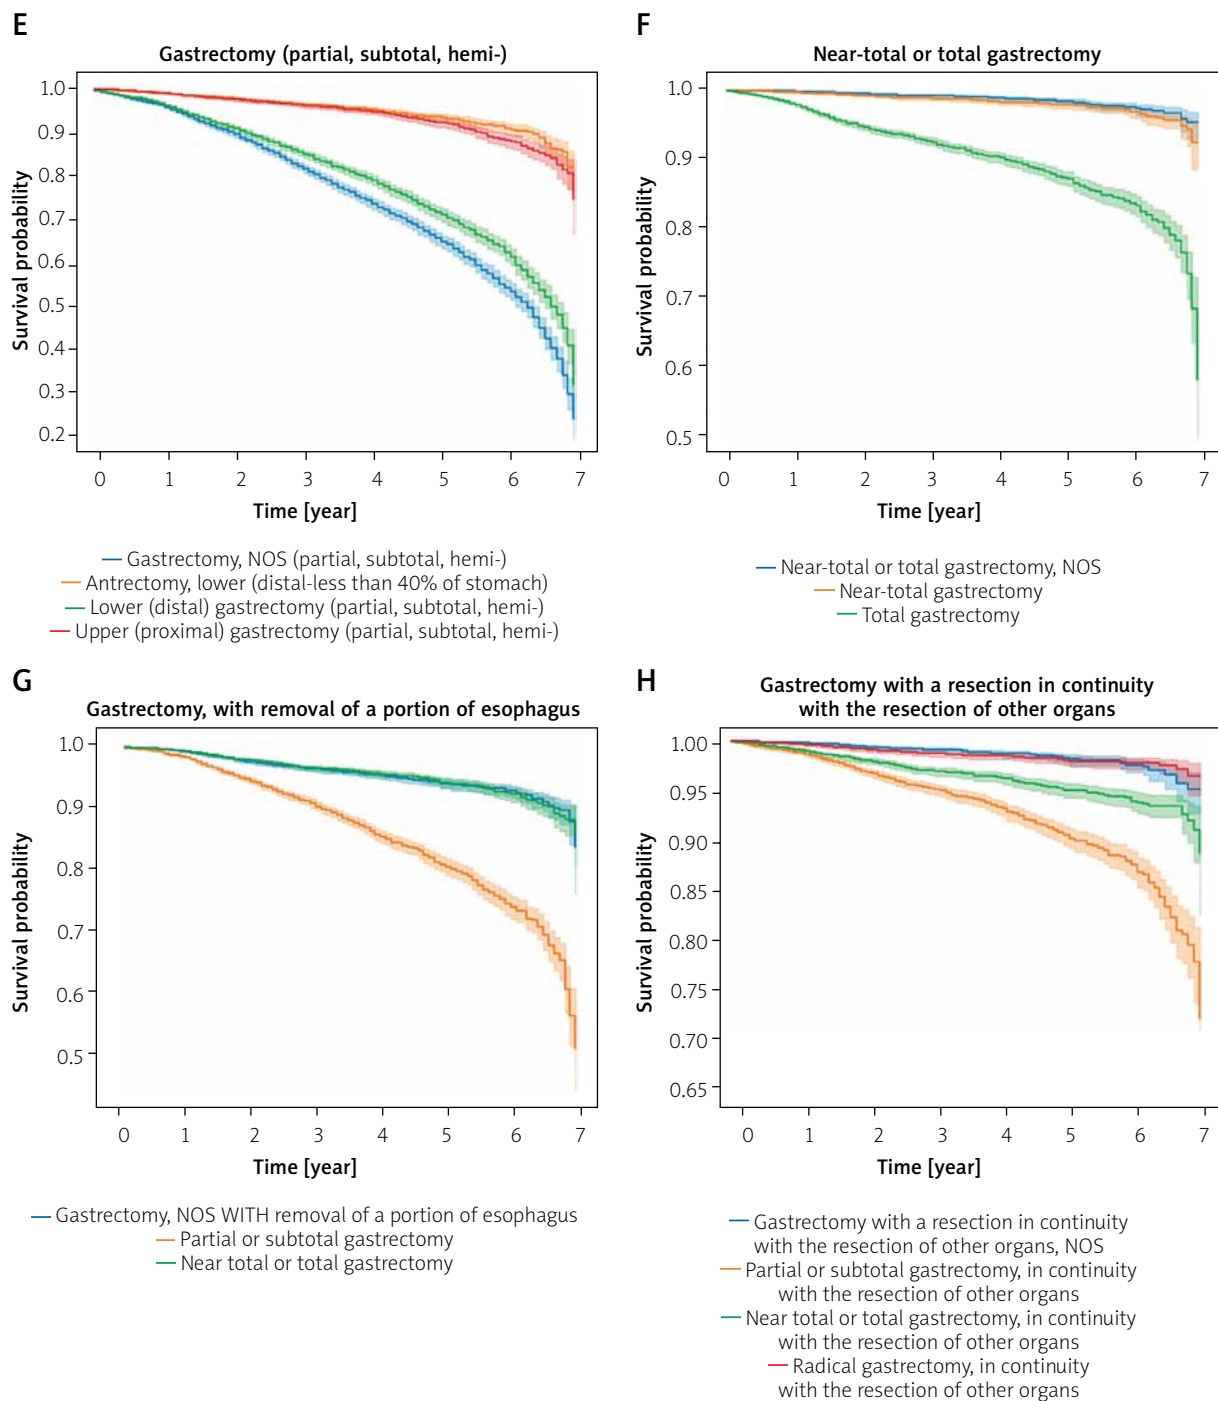 E
Gastrectomy (partial, subtotal, hemi-)
Survival probability
1.0
0.9
0.8
0.7
0.6
0.5
0.4
0.3
0.2
0 1 2 3 4 5 6 7
Time [year]
Gastrectomy, NOS (partial, subtotal, hemi-)
Antrectomy, lower (distal-less than 40% of stomach)
Lower (distal) gastrectomy (partial, subtotal, hemi-)
Upper (proximal) gastrectomy (partial, subtotal, hemi-)
F
Near-total or total gastrectomy
Survival probability
1.0
0.9
0.8
0.7
0.6
0.5
0 1 2 3 4 5 6 7
Time [year]
Near-total or total gastrectomy, NOS
Near-total gastrectomy
Total gastrectomy
G
Gastrectomy, with removal of a portion of esophagus
Survival probability
1.0
0.9
0.8
0.7
0.6
0.5
0 1 2 3 4 5 6 7
Time [year]
Gastrectomy, NOS WITH removal of a portion of esophagus
Partial or subtotal gastrectomy
Near total or total gastrectomy
H
Gastrectomy with a resection in continuity
with the resection of other organs
Survival probability
1.00
0.95
0.90
0.85
0.80
0.75
0.70
0.65
0 1 2 3 4 5 6 7
Time [year]
Gastrectomy with a resection in continuity
with the resection of other organs, NOS
Partial or subtotal gastrectomy, in continuity
with the resection of other organs
Near total or total gastrectomy, in continuity
with the resection of other organs
Radical gastrectomy, in continuity
with the resection of other organs